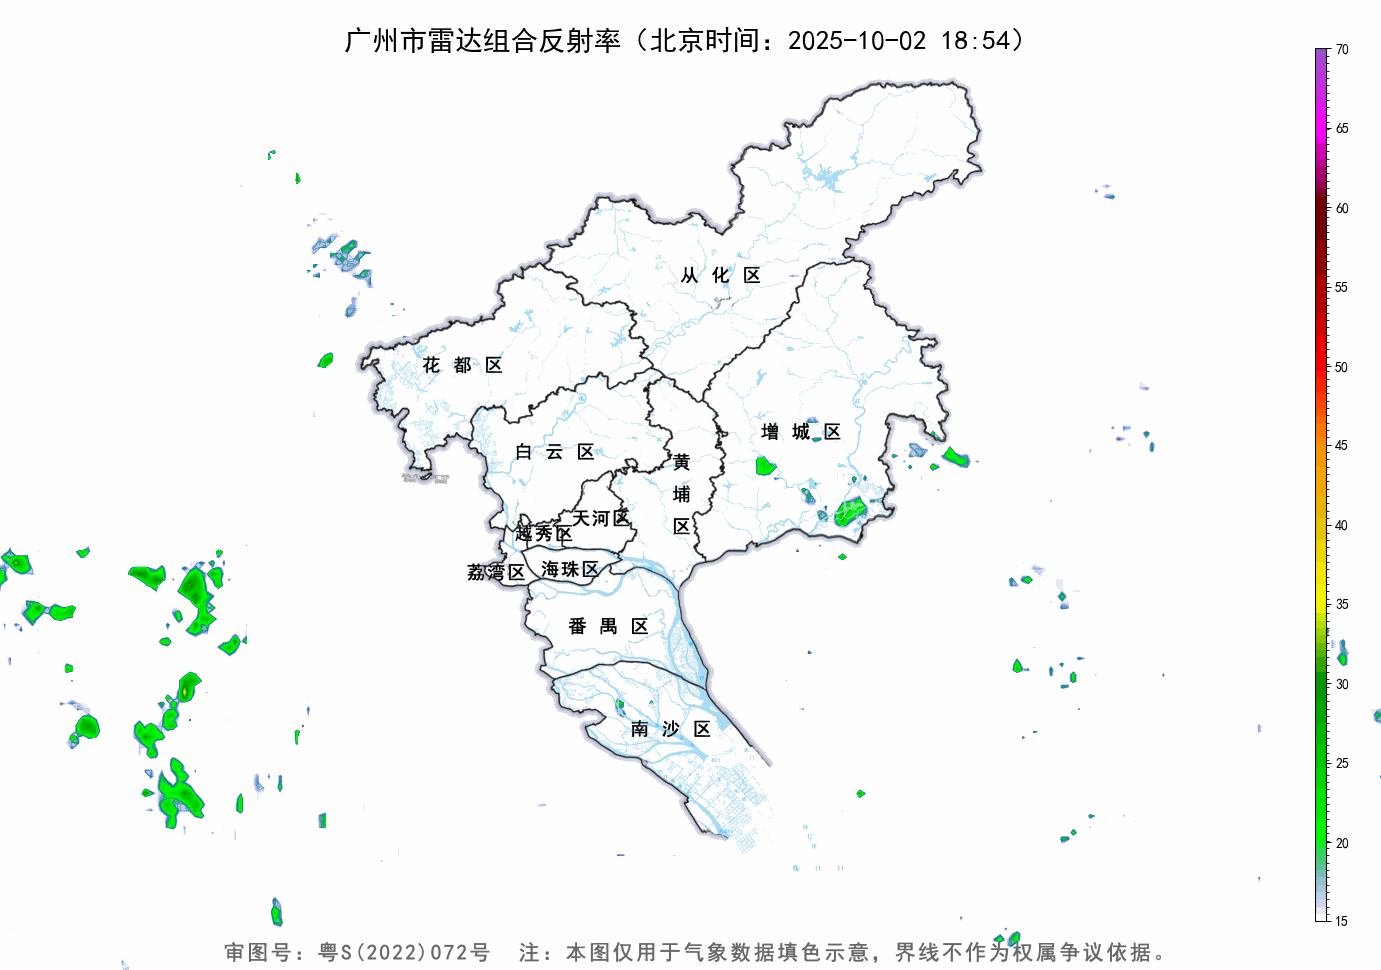 广州市雷达组合反射率（北京时间：2025-10-02 18:54）
70
65
60
55
50
45
40
35
30
25
20
15
从化区
花都区
增城区
白云区
黄埔区
天河区
越秀区
荔湾区
海珠区
番禺区
南沙区
审图号：粤S(2022)072号 注：本图仅用于气象数据填色示意，界线不作为权属争议依据。